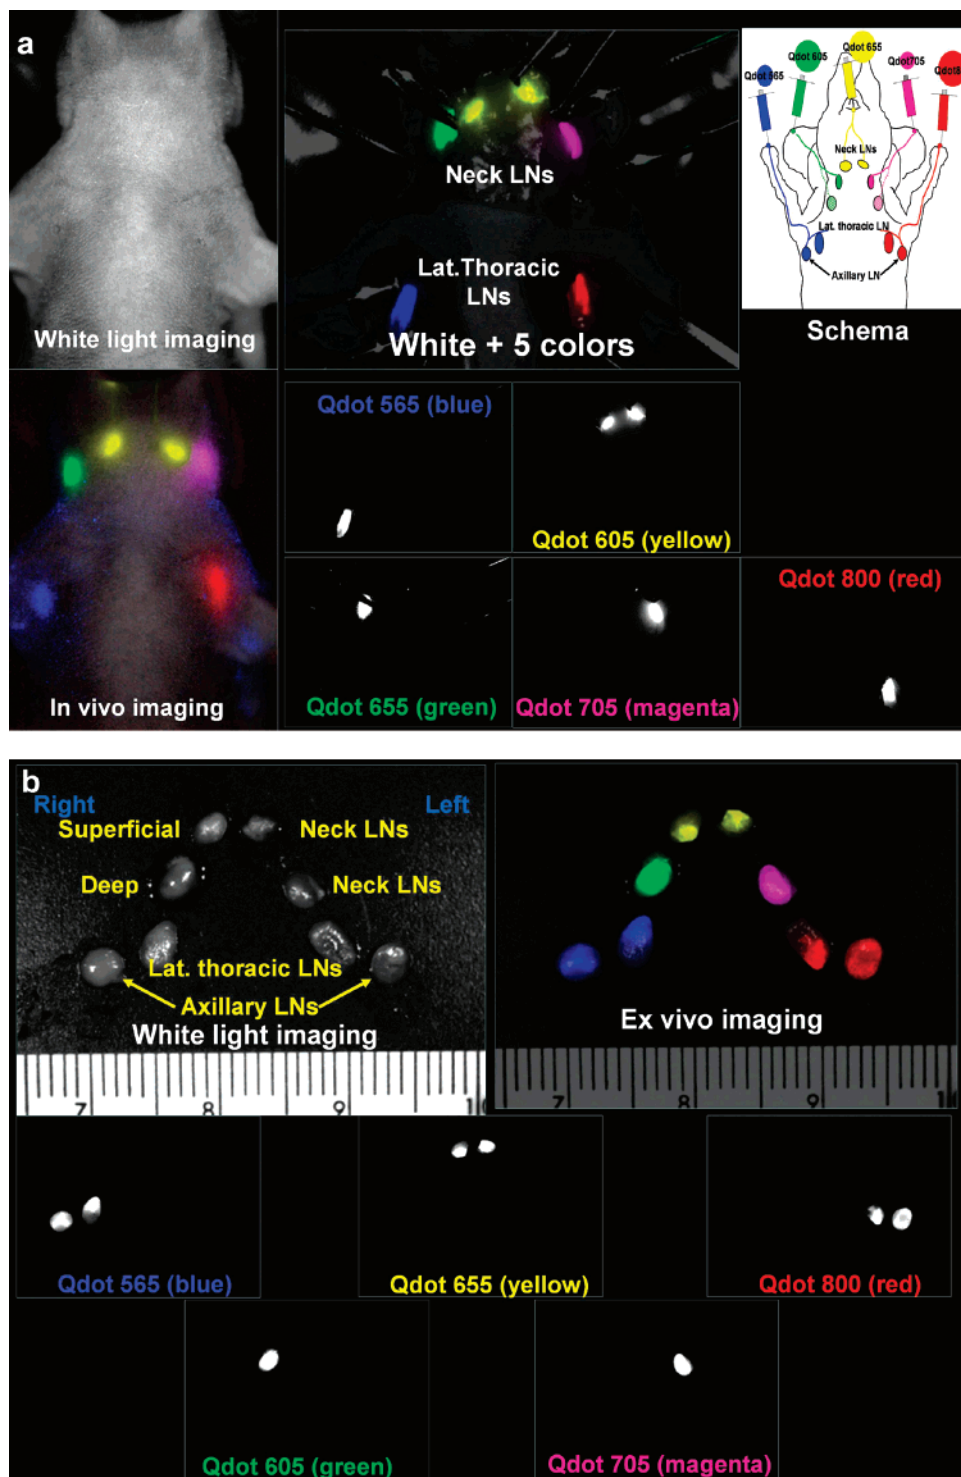 a
White light imaging
Neck LNs
Lat.Thoracic
LNs
White + 5 colors
Qdot 565
Qdot 605
Qdot 655
Qdot705
Neck LNs
Lat. thoracic LN
Axillary LN
Schema
In vivo imaging
Qdot 565 (blue)
Qdot 605 (yellow)
Qdot 655 (green)
Qdot 705 (magenta)
Qdot 800 (red)
b
Right
Left
Superficial
Neck LNs
Deep
Neck LNs
Lat. thoracic LNs
Axillary LNs
White light imaging
7
8
9
Ex vivo imaging
7
8
9
Qdot 565 (blue)
Qdot 655 (yellow)
Qdot 800 (red)
Qdot 605 (green)
Qdot 705 (magenta)